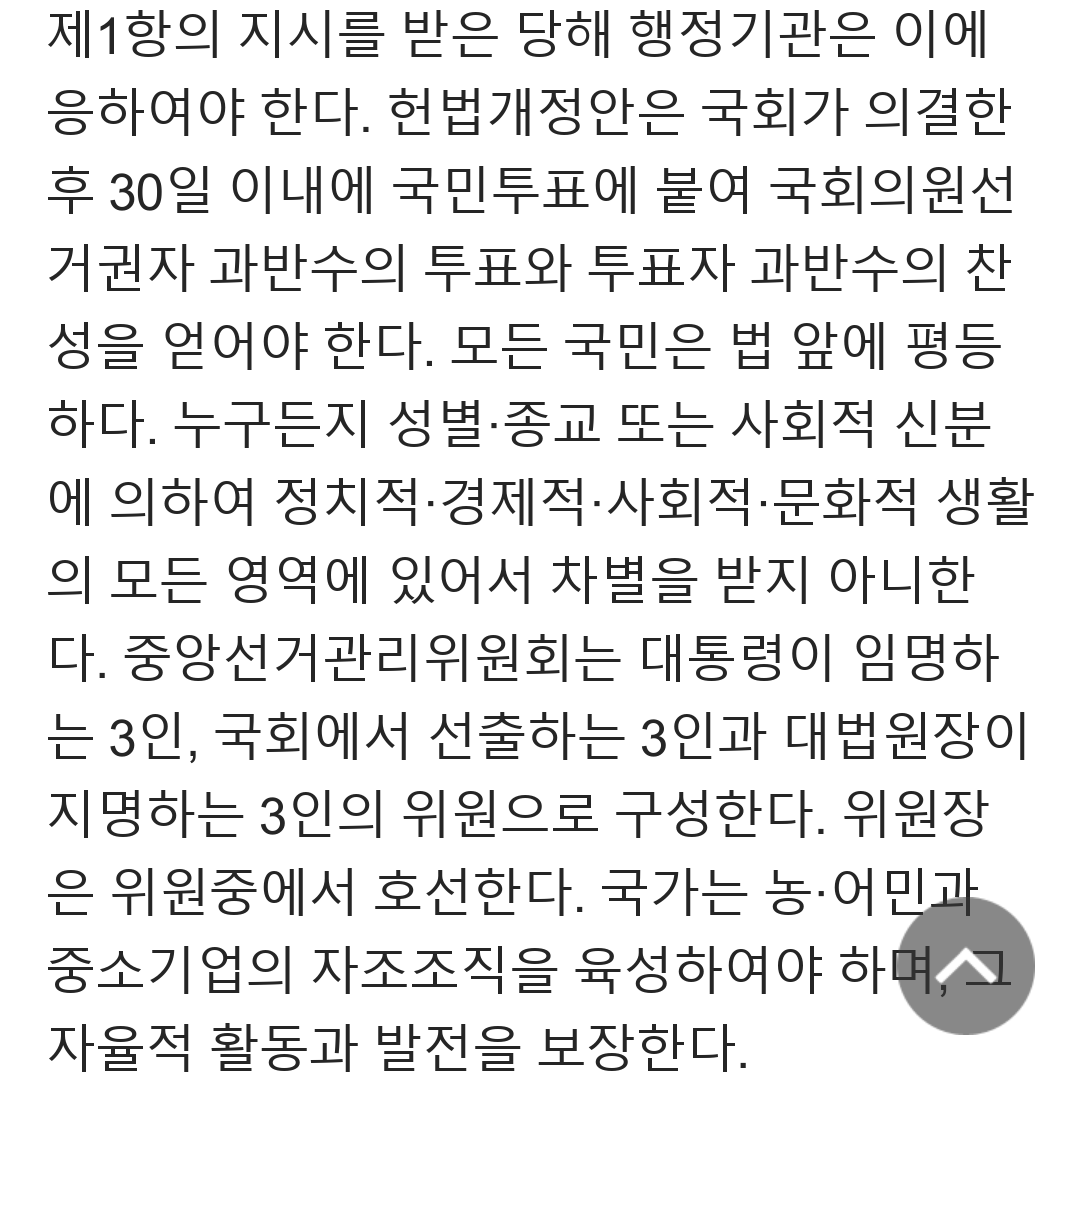 제1항의 지시를 받은 당해 행정기관은 이에
응하여야 한다. 헌법개정안은 국회가 의결한
후 30일 이내에 국민투표에 붙여 국회의원선
거권자 과반수의 투표와 투표자 과반수의 찬
성을 얻어야 한다. 모든 국민은 법 앞에 평등
하다. 누구든지 성별·종교 또는 사회적 신분
에 의하여 정치적·경제적·사회적·문화적 생활
의 모든 영역에 있어서 차별을 받지 아니한
다. 중앙선거관리위원회는 대통령이 임명하
는 3인, 국회에서 선출하는 3인과 대법원장이
지명하는 3인의 위원으로 구성한다. 위원장
은 위원중에서 호선한다. 국가는 농·어민과
중소기업의 자조조직을 육성하여야 하며, 그
자율적 활동과 발전을 보장한다.